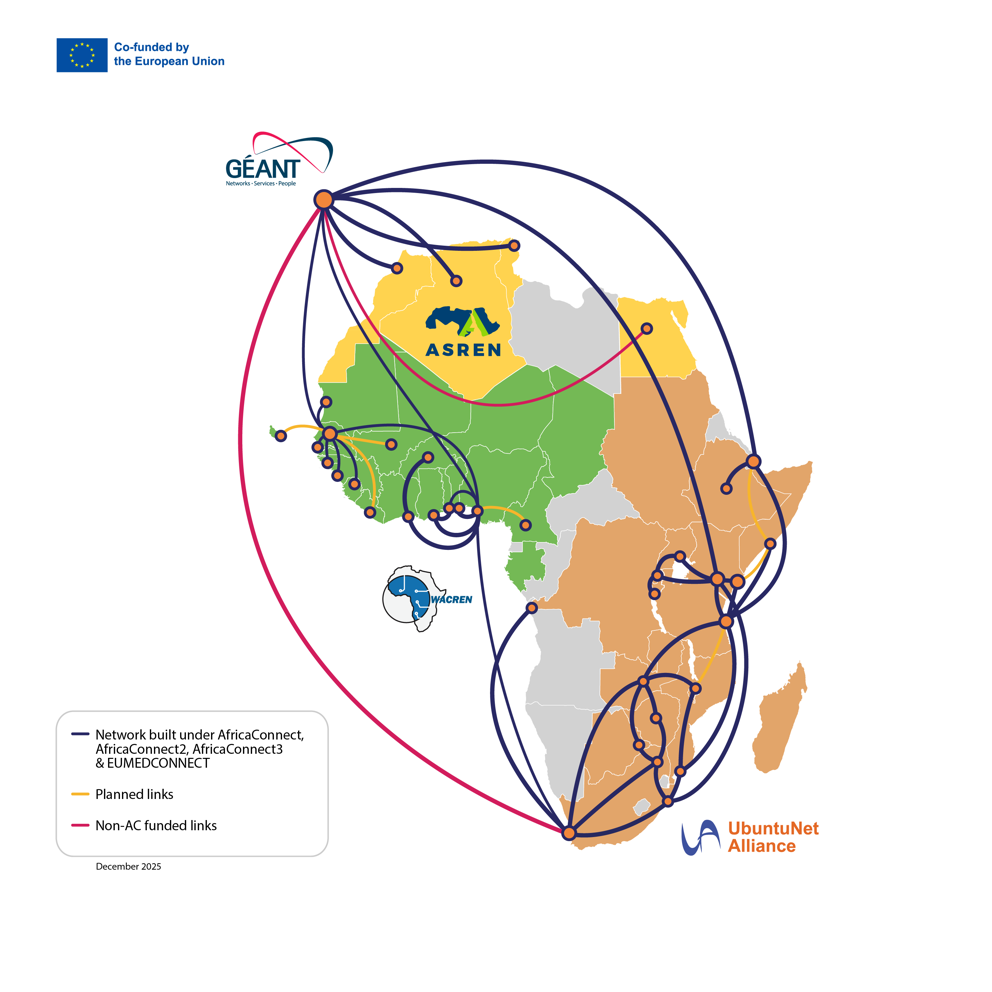 Co-funded by
the European Union
GÉANT
Networks • Services • People
ASREN
WACREN
Network built under AfricaConnect,
AfricaConnect2, AfricaConnect3
& EUMEDCONNECT
Planned links
Non-AC funded links
December 2025
UbuntuNet
Alliance